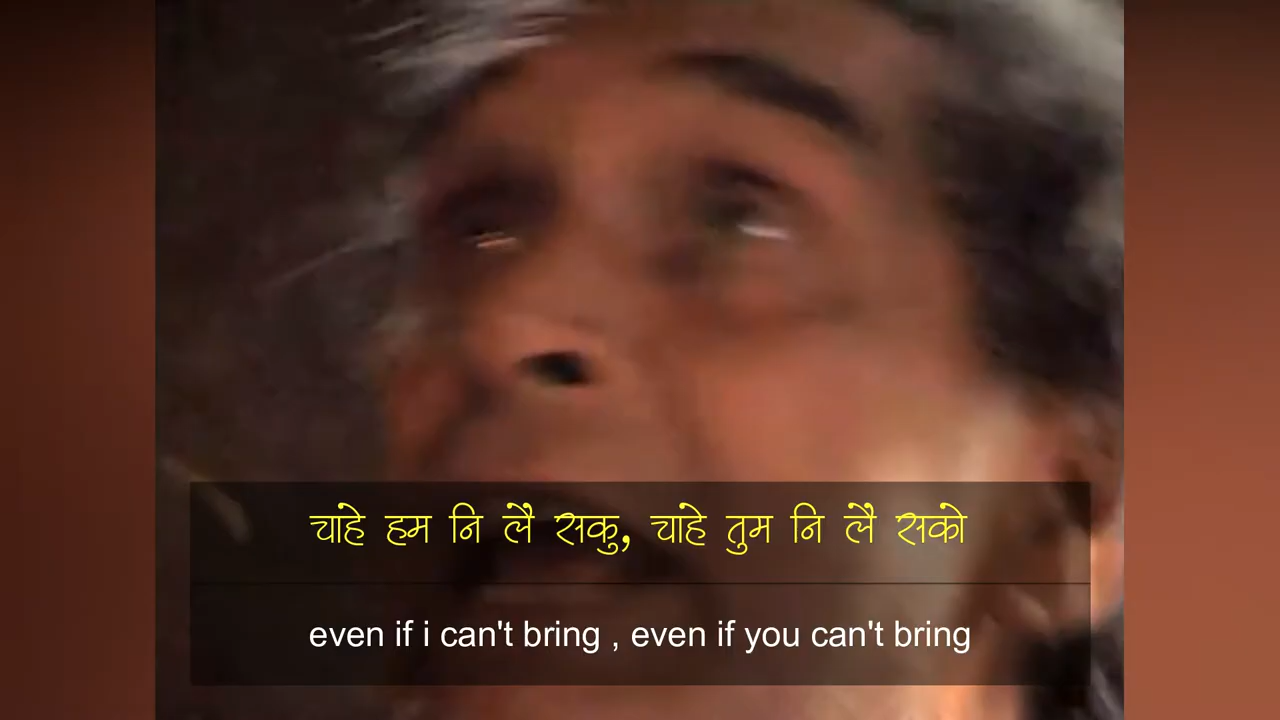 चाहे हम नि लै सकु, चाहे तुम नि लै सको
even if i can't bring , even if you can't bring